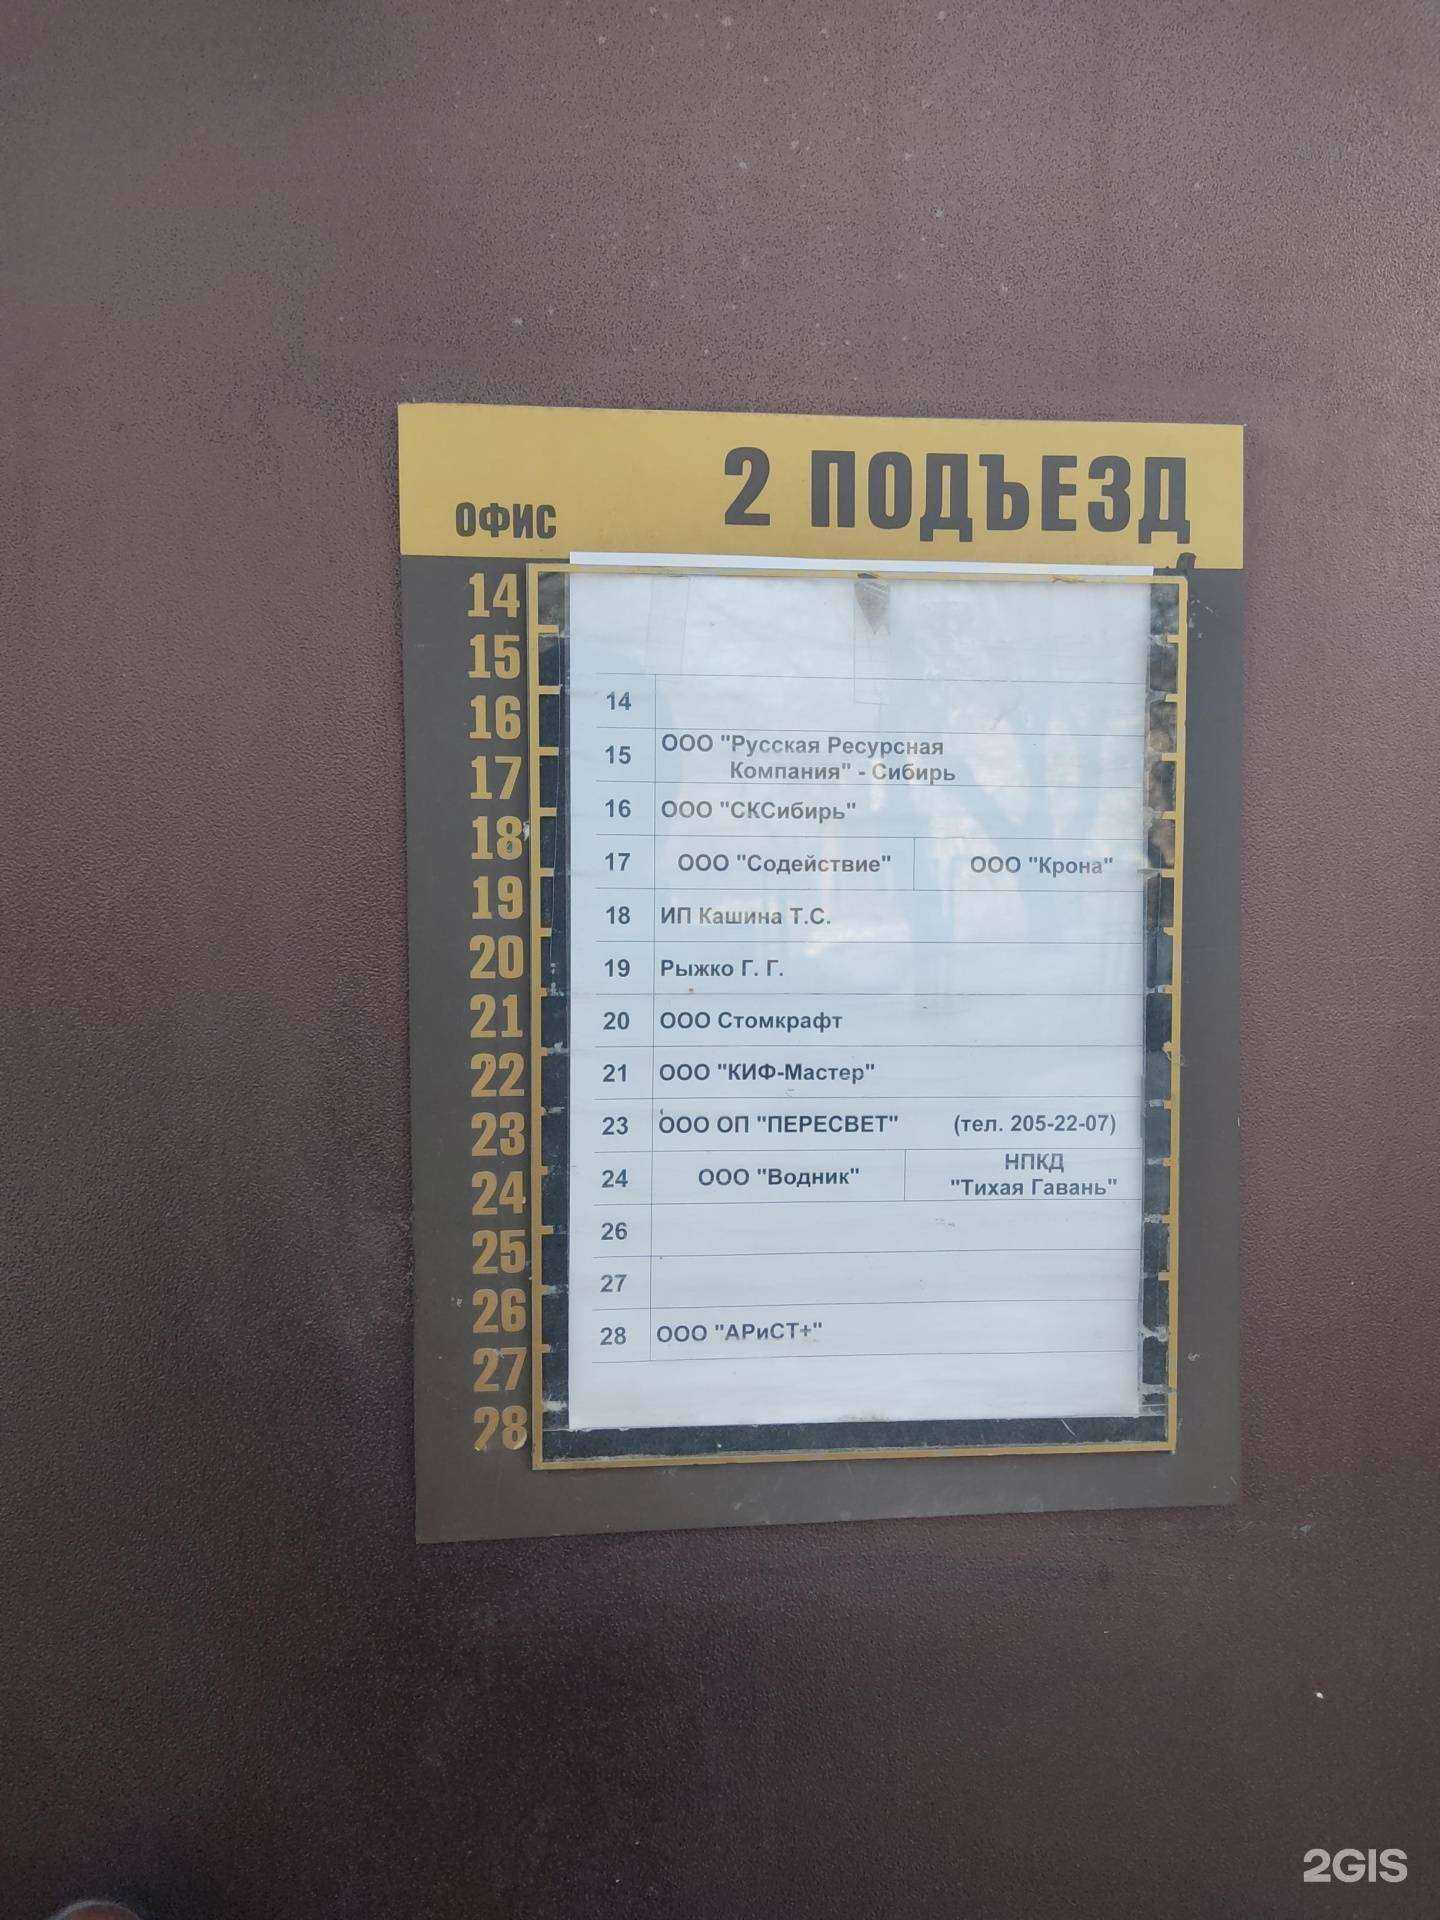 2 ПОДЪЕЗД
ОФИС
14
15
16
17
18
19
20
21
22
23
24
25
26
27
28
14
15 ООО "Русская Ресурсная
Компания" - Сибирь
16 ООО "СКСибирь"
17 ООО "Содействие" ООО "Крона"
18 ИП Кашина Т.С.
19 Рыжко Г. Г.
20 ООО Стомкрафт
21 ООО "КИФ-Мастер"
23 ООО ОП "ПЕРЕСВЕТ" (тел. 205-22-07)
24 ООО "Водник" НПКД
"Тихая Гавань"
26
27
28 ООО "АРиСТ+"
2GIS